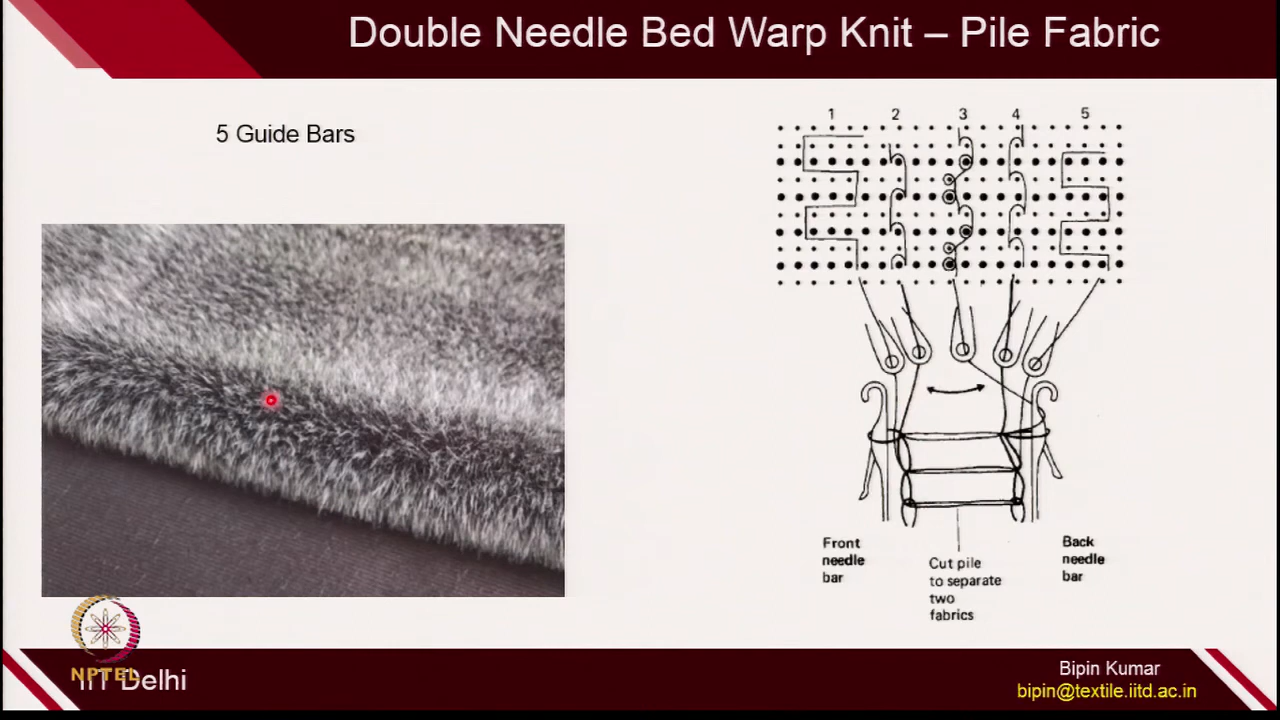 Double Needle Bed Warp Knit – Pile Fabric
5 Guide Bars
1 2 3 4 5
Front
needle
bar
Cut pile
to separate
two
fabrics
Back
needle
bar
NPTEL
IIT Delhi
Bipin Kumar
bipin@textile.iitd.ac.in